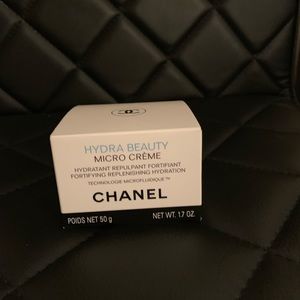 HYDRA BEAUTY
MICRO CRÈME
HYDRATANT REPULPANT FORTIFIANT
FORTIFYING REPLENISHING HYDRATION
TECHNOLOGIE MICROFLUIDIQUE™
CHANEL
POIDS NET 50 g NET WT. 1.7 OZ.